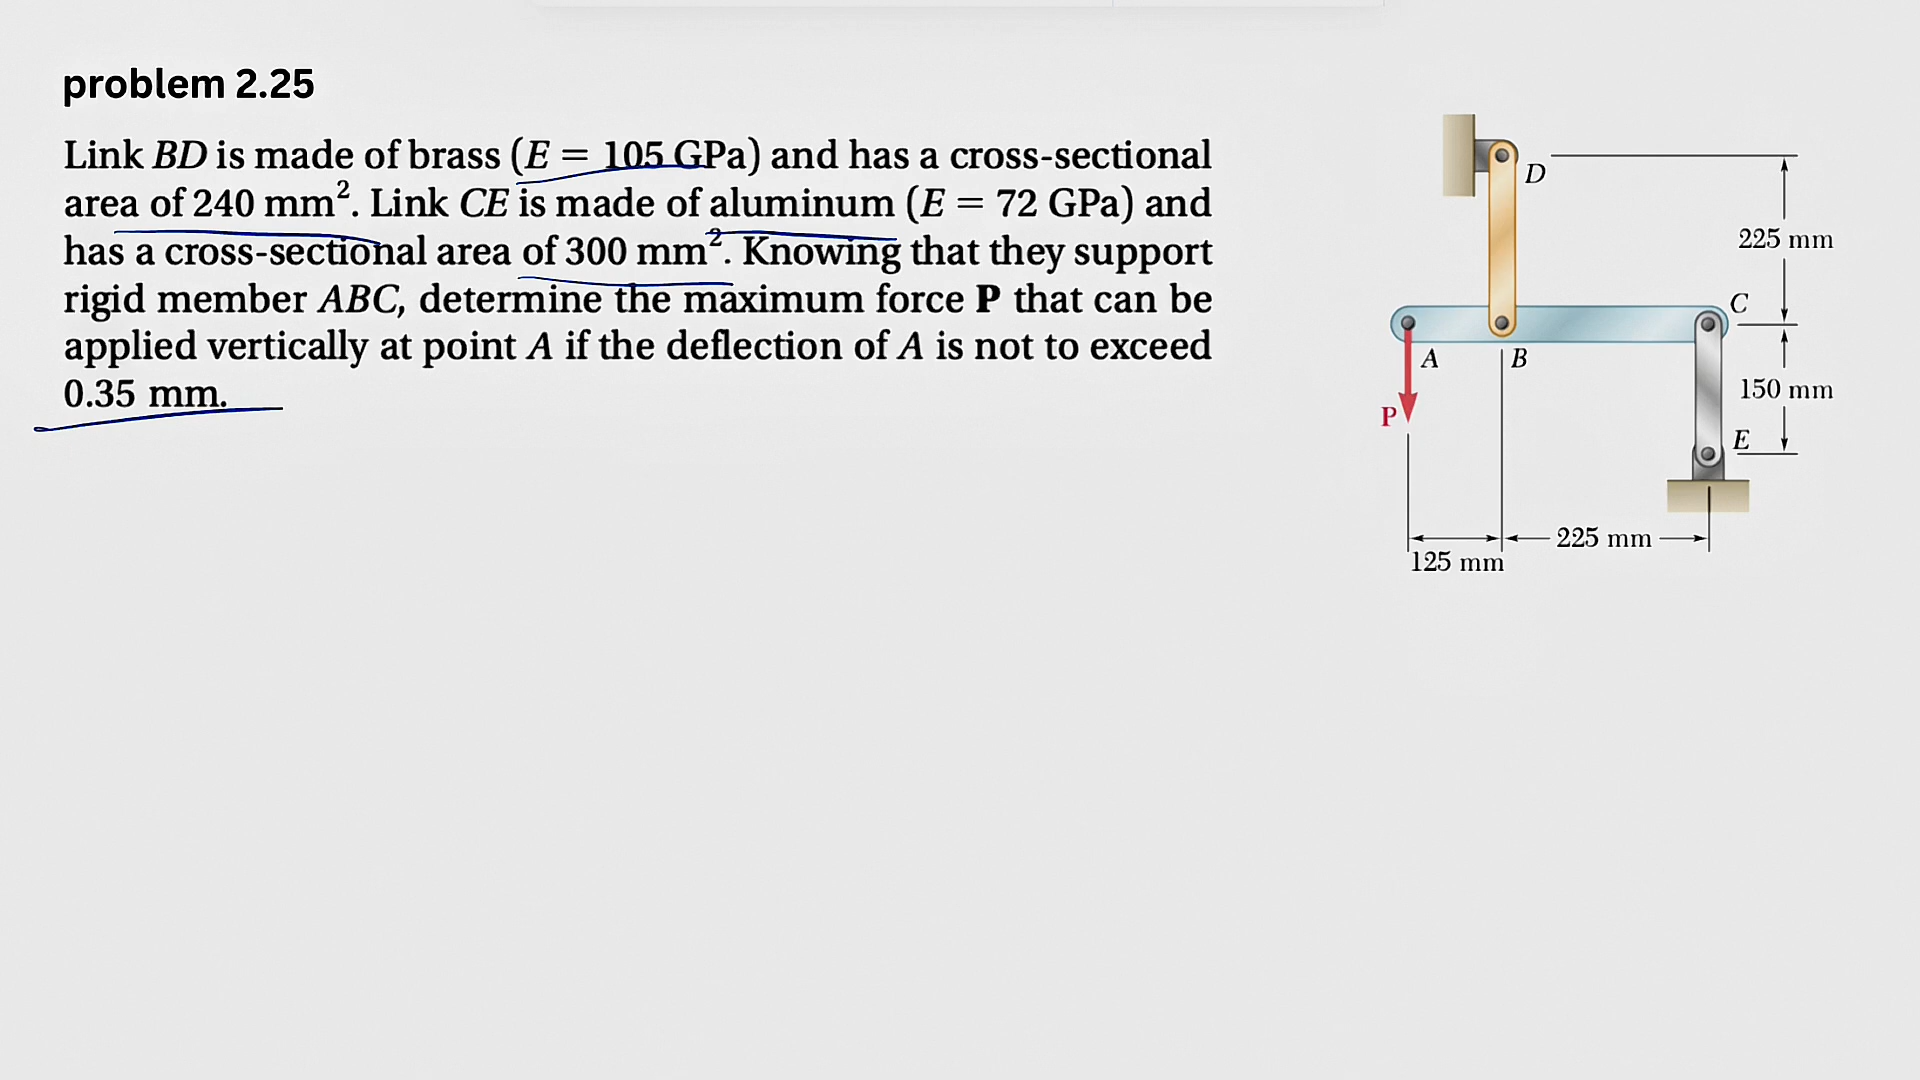 problem 2.25
Link BD is made of brass (E = 105 GPa) and has a cross-sectional
area of 240 mm². Link CE is made of aluminum (E = 72 GPa) and
has a cross-sectional area of 300 mm². Knowing that they support
rigid member ABC, determine the maximum force P that can be
applied vertically at point A if the deflection of A is not to exceed
0.35 mm.
D
225 mm
C
A
B
150 mm
P
E
225 mm
125 mm